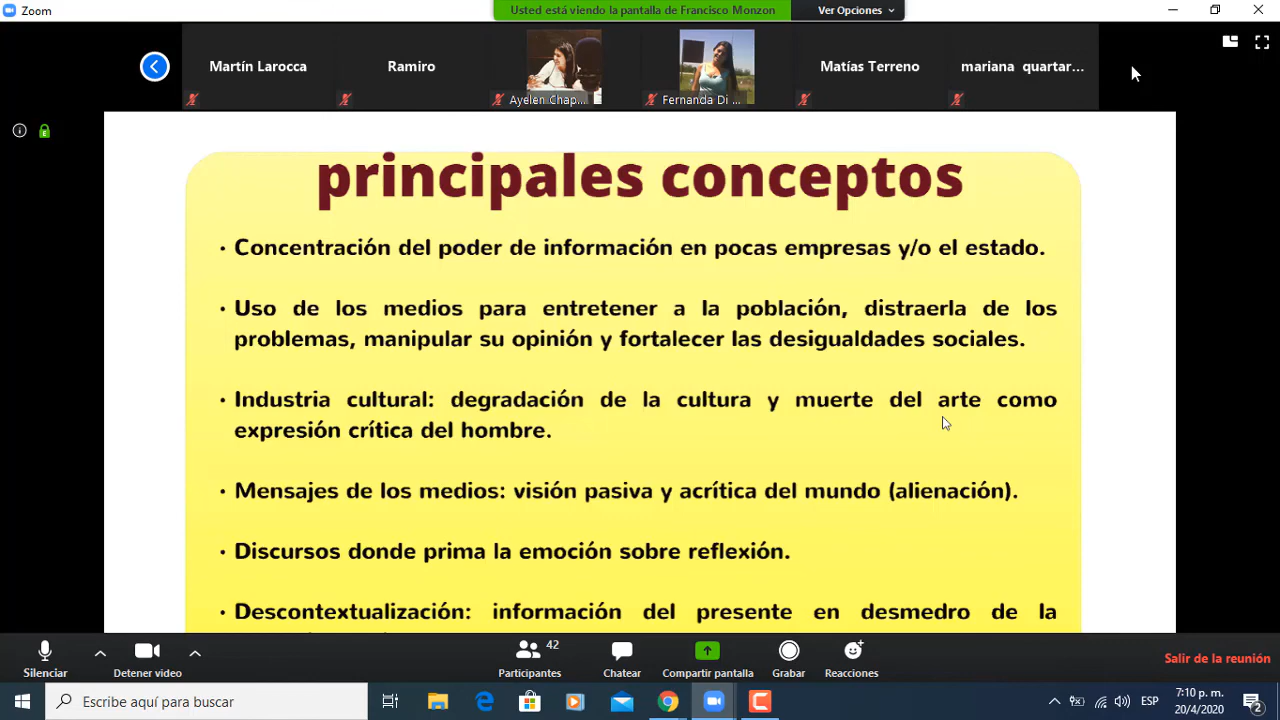 Zoom
Usted está viendo la pantalla de Francisco Monzon
Ver Opciones
Martín Larocca
Ramiro
Ayelen Chap...
Fernanda Di ...
Matías Terreno
mariana quartar...
principales conceptos
• Concentración del poder de información en pocas empresas y/o el estado.
• Uso de los medios para entretener a la población, distraerla de los
problemas, manipular su opinión y fortalecer las desigualdades sociales.
• Industria cultural: degradación de la cultura y muerte del arte como
expresión crítica del hombre.
• Mensajes de los medios: visión pasiva y acrítica del mundo (alienación).
• Discursos donde prima la emoción sobre reflexión.
• Descontextualización: información del presente en desmedro de la
Silenciar
Detener video
42
Participantes
Chatear
Compartir pantalla
Grabar
Reacciones
Salir de la reunión
Escribe aquí para buscar
ESP
7:10 p. m.
20/4/2020
2